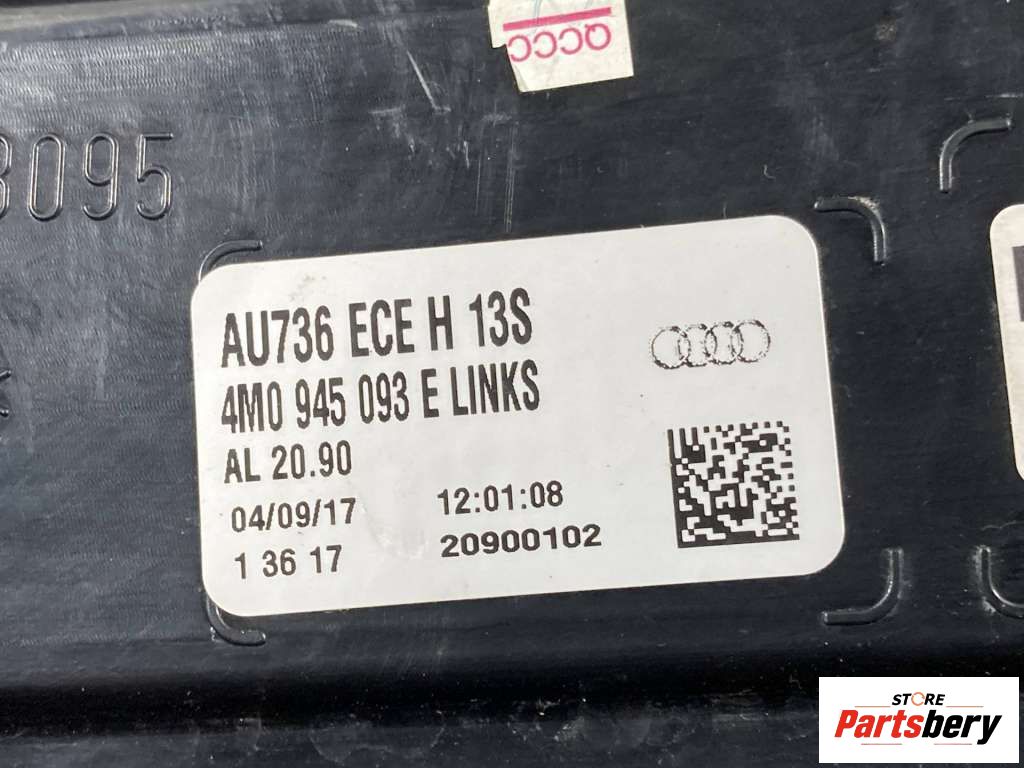 QCCC
3095
AU736 ECE H 13S
4M0 945 093 E LINKS
AL 20.90
04/09/17 12:01:08
1 36 17 20900102
STORE
Partsbery